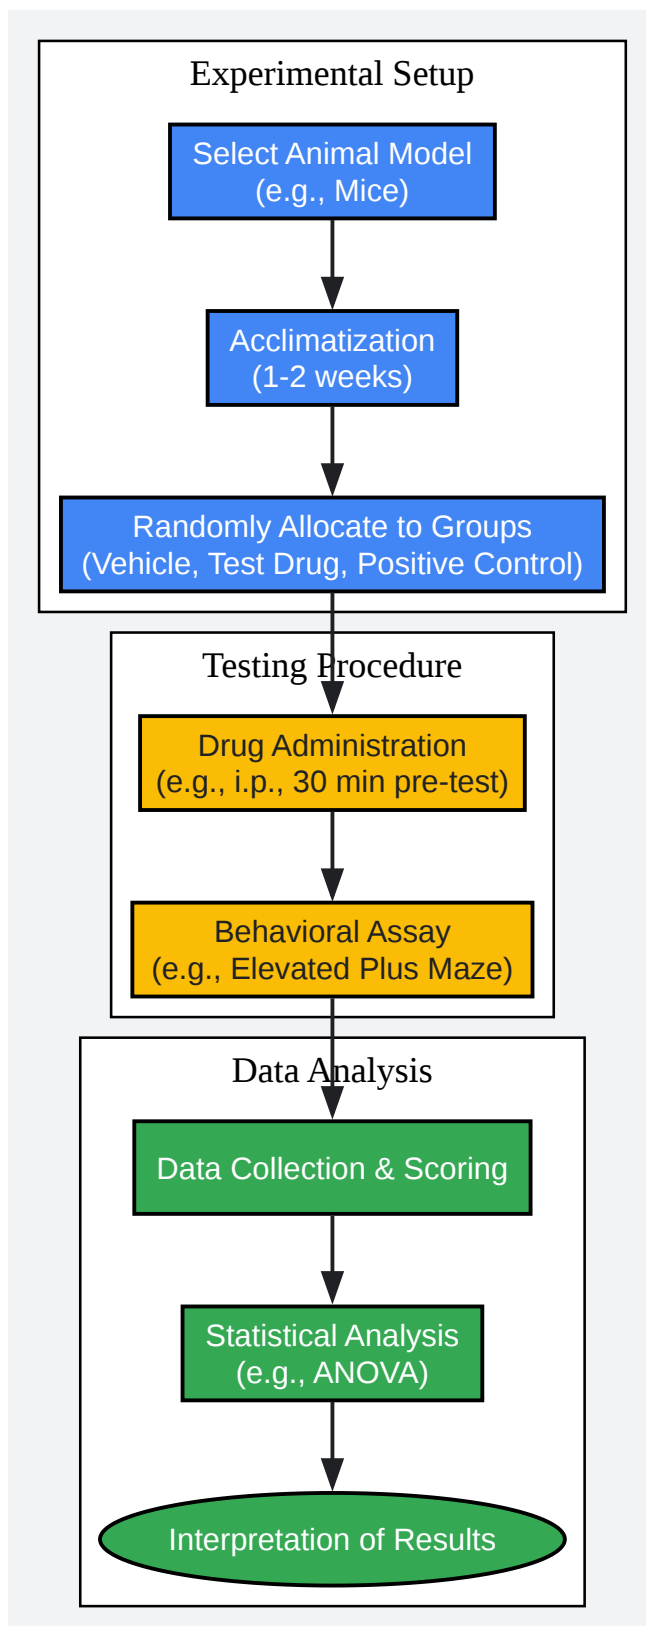 Experimental Setup
Select Animal Model
(e.g., Mice)
Acclimatization
(1-2 weeks)
Randomly Allocate to Groups
(Vehicle, Test Drug, Positive Control)
Testing Procedure
Drug Administration
(e.g., i.p., 30 min pre-test)
Behavioral Assay
(e.g., Elevated Plus Maze)
Data Analysis
Data Collection & Scoring
Statistical Analysis
(e.g., ANOVA)
Interpretation of Results